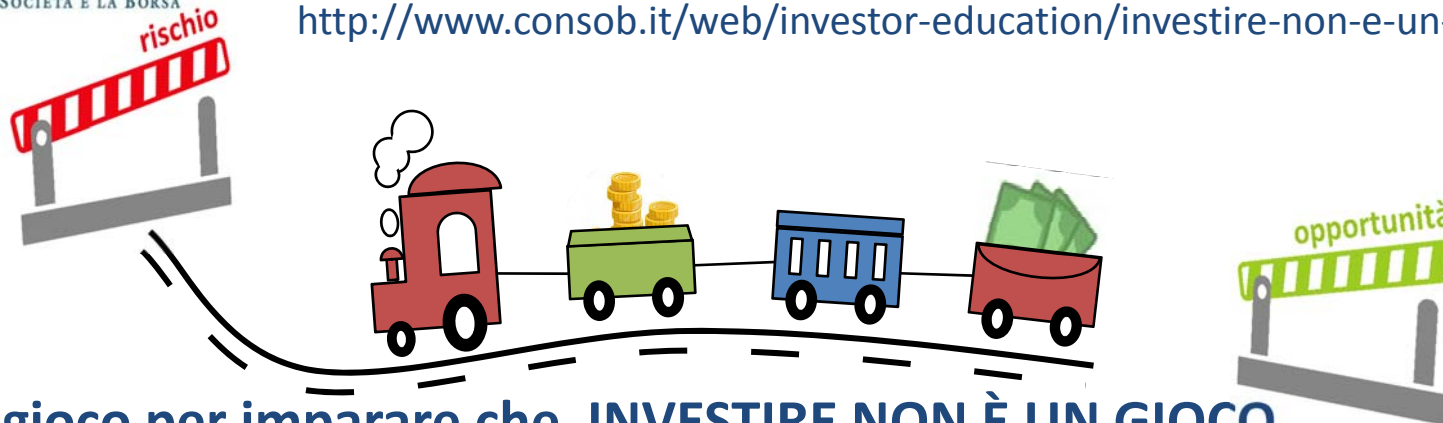 SOCIETÀ E LA BORSA
http://www.consob.it/web/investor-education/investire-non-e-un-
rischio
opportunità
gioco per imparare che INVESTIRE NON È UN GIOCO